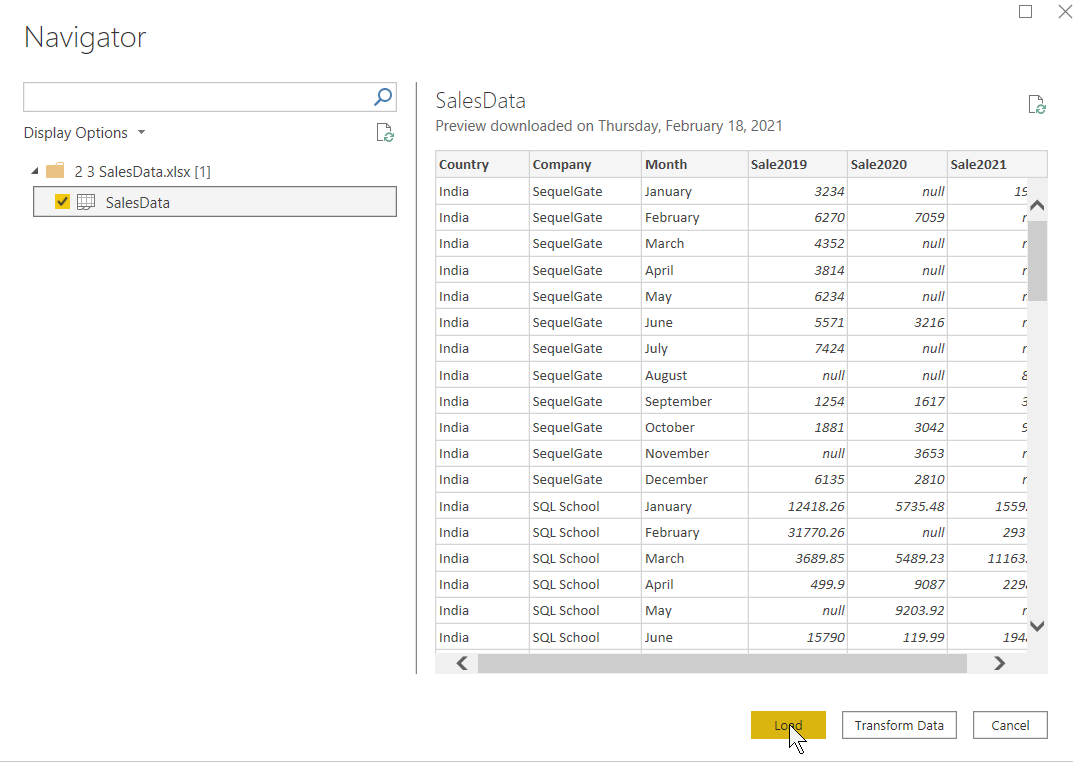 Navigator
Display Options
2 3 SalesData.xlsx [1]
SalesData
SalesData
Preview downloaded on Thursday, February 18, 2021
Country Company Month Sale2019 Sale2020 Sale2021
India SequelGate January 3234 null
India SequelGate February 6270 7059
India SequelGate March 4352 null
India SequelGate April 3814 null
India SequelGate May 6234 null
India SequelGate June 5571 3216
India SequelGate July 7424 null
India SequelGate August null null
India SequelGate September 1254 1617
India SequelGate October 1881 3042
India SequelGate November null 3653
India SequelGate December 6135 2810
India SQL School January 12418.26 5735.48 1559.
India SQL School February 31770.26 null
India SQL School March 3689.85 5489.23 11163.
India SQL School April 499.9 9087
India SQL School May null 9203.92
India SQL School June 15790 119.99
Load Transform Data Cancel